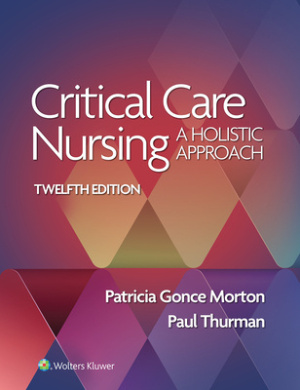 Critical Care
Nursing A HOLISTIC
APPROACH
TWELFTH EDITION
Patricia Gonce Morton
Paul Thurman
Wolters Kluwer